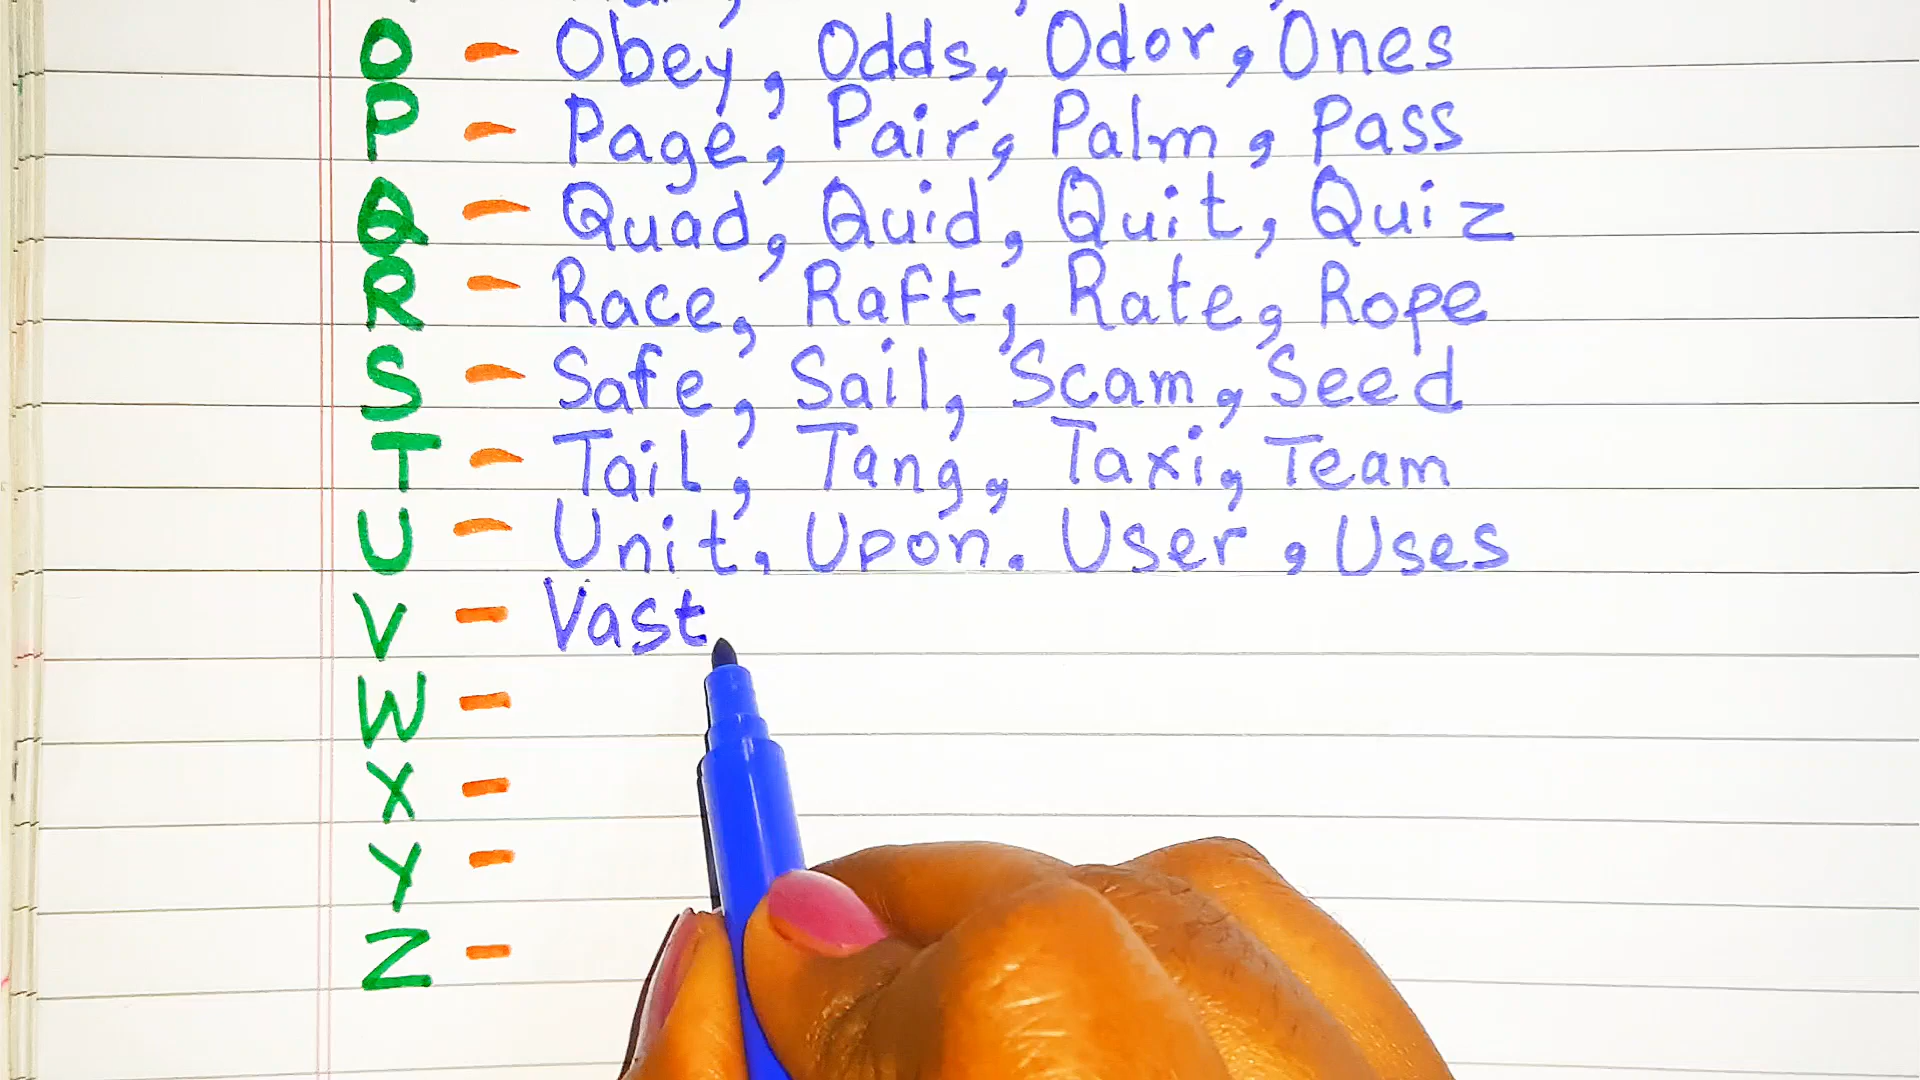 O - Obey, Odds, Odor, Ones
P - Page, Pair, Palm, Pass
Q - Quad, Quid, Quit, Quiz
R - Race, Raft, Rate, Rope
S - Safe, Sail, Scam, Seed
T - Tail, Tang, Taxi, Team
U - Unit, Upon. User, Uses
V - Vast
W -
X -
Y -
Z -